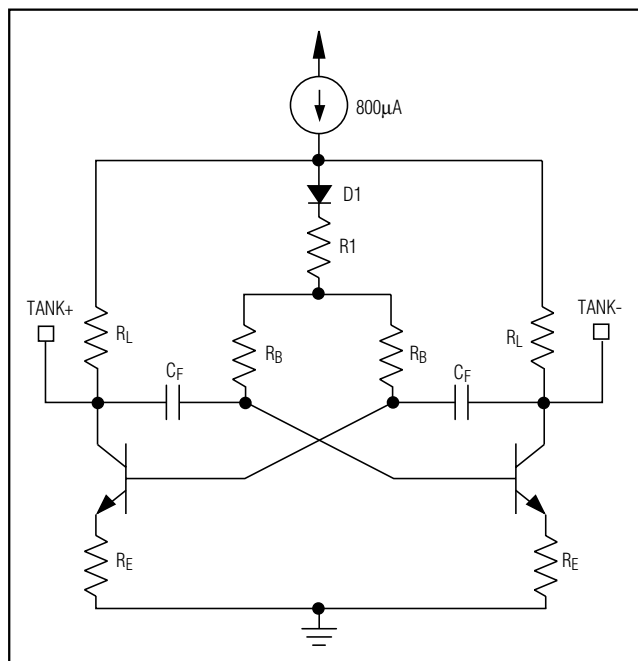 800μA
D1
R1
TANK+
TANK-
RL
RB
RB
RL
CF
CF
RE
RE